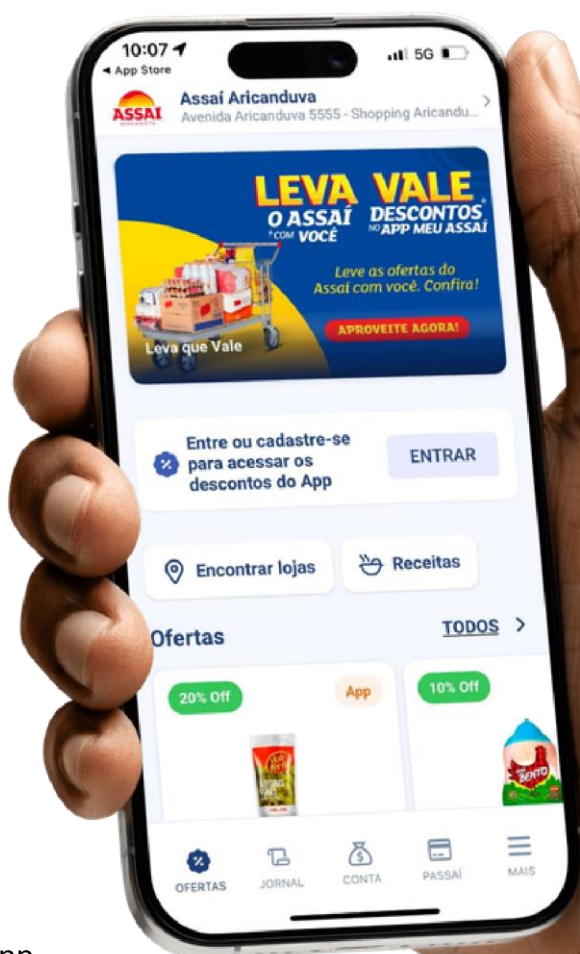 10:07
5G
App Store
ASSAÍ
ATACADISTA
Assaí Aricanduva
Avenida Aricanduva 5555 - Shopping Aricandu...
LEVA VALE
O ASSAÍ DESCONTOS
COM VOCÊ NO APP MEU ASSAÍ
Leve as ofertas do
Assaí com você. Confira!
APROVEITE AGORA!
Leva que Vale
Entre ou cadastre-se
para acessar os
descontos do App
ENTRAR
Encontrar lojas
Receitas
Ofertas
TODOS
20% Off
App
10% Off
BENTO
OFERTAS
JORNAL
CONTA
PASSAÍ
MAIS